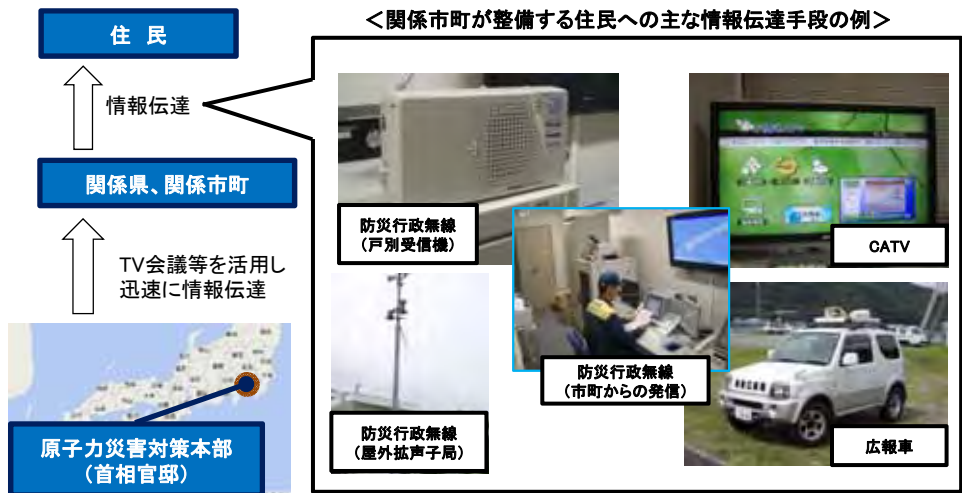 ＜関係市町が整備する住民への主な情報伝達手段の例＞
住 民
情報伝達
関係県、関係市町
TV会議等を活用し
迅速に情報伝達
原子力災害対策本部
（首相官邸）
防災行政無線
（戸別受信機）
CATV
防災行政無線
（市町からの発信）
防災行政無線
（屋外拡声子局）
広報車